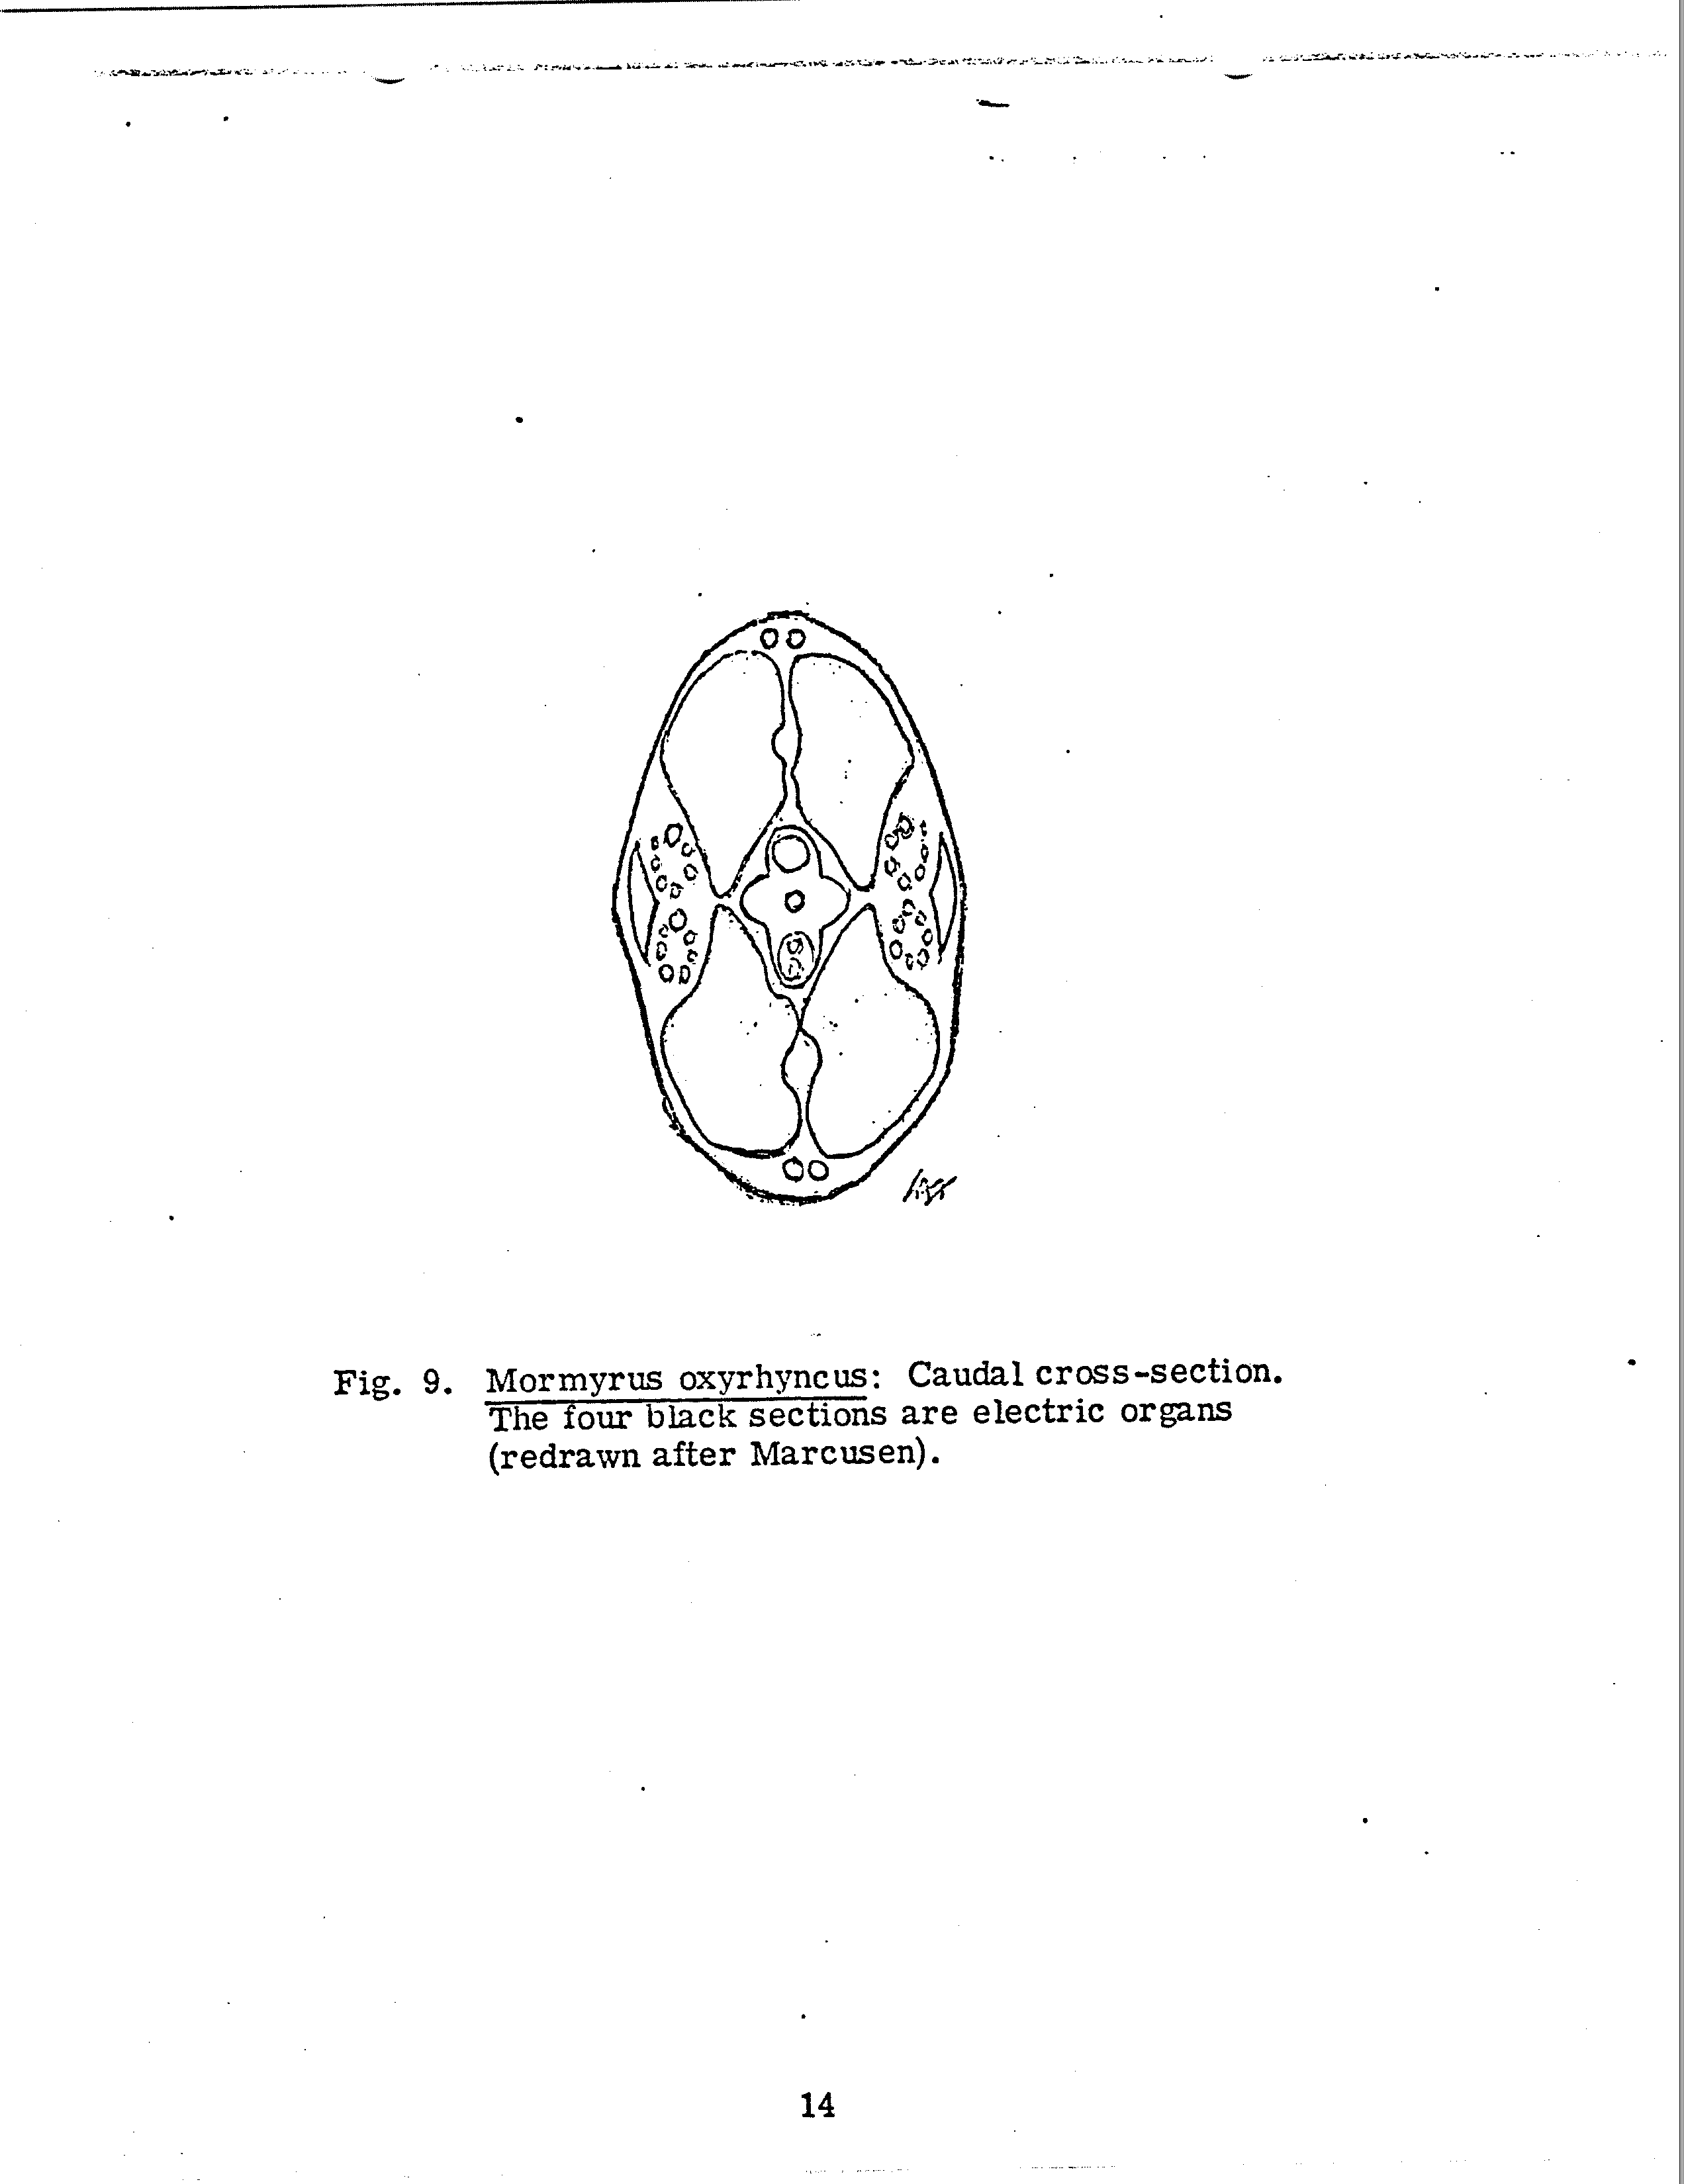 Fig. 9. Mormyrus oxyrhyncus: Caudal cross-section.
The four black sections are electric organs
(redrawn after Marcusen).
14